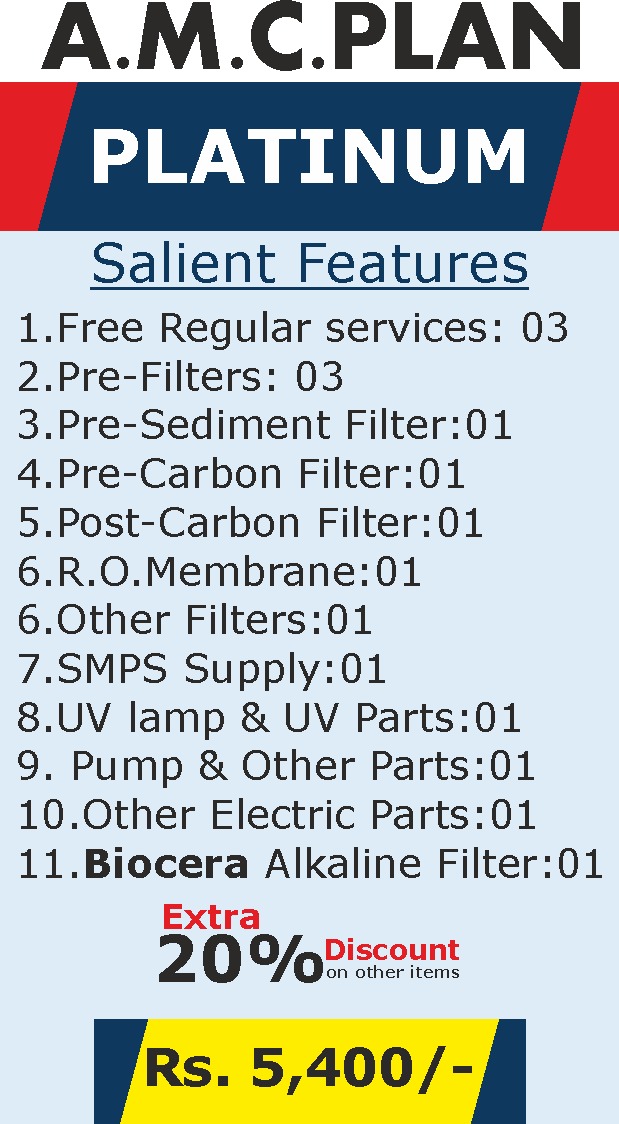 A.M.C.PLAN
PLATINUM
Salient Features
1.Free Regular services: 03
2.Pre-Filters: 03
3.Pre-Sediment Filter:01
4.Pre-Carbon Filter:01
5.Post-Carbon Filter:01
6.R.O.Membrane:01
6.Other Filters:01
7.SMPS Supply:01
8.UV lamp & UV Parts:01
9. Pump & Other Parts:01
10.Other Electric Parts:01
11.Biocera Alkaline Filter:01
Extra
20% Discount
on other items
Rs. 5,400/-